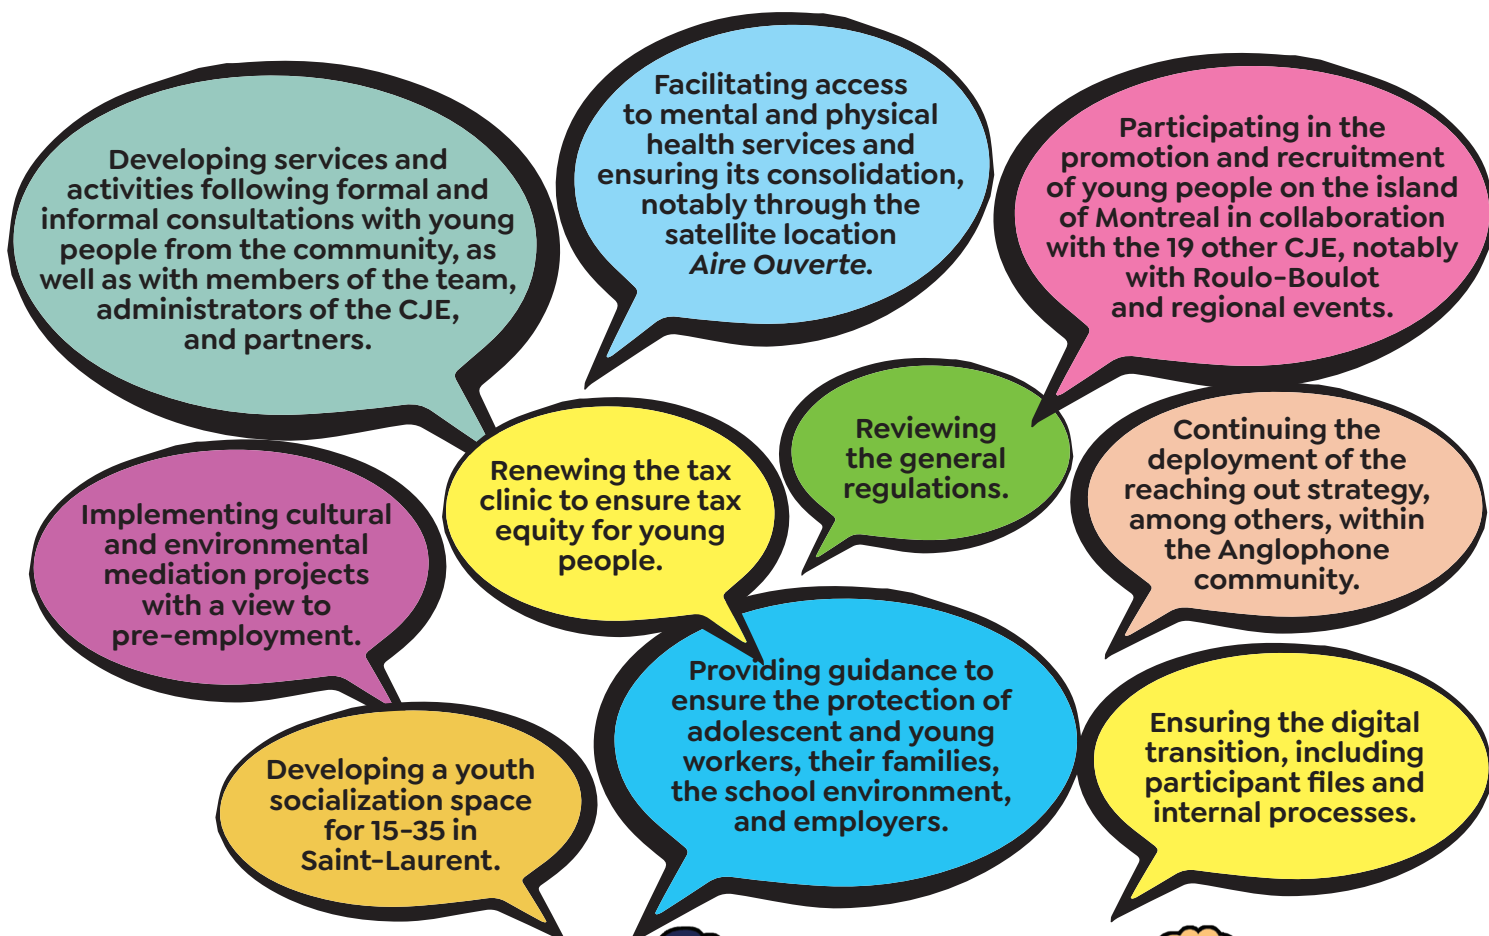 Developing services and
activities following formal and
informal consultations with young
people from the community, as
well as with members of the team,
administrators of the CJE,
and partners.
Facilitating access
to mental and physical
health services and
ensuring its consolidation,
notably through the
satellite location
Aire Ouverte.
Participating in the
promotion and recruitment
of young people on the island
of Montreal in collaboration
with the 19 other CJE, notably
with Roulo-Boulot
and regional events.
Implementing cultural
and environmental
mediation projects
with a view to
pre-employment.
Renewing the tax
clinic to ensure tax
equity for young
people.
Reviewing
the general
regulations.
Continuing the
deployment of the
reaching out strategy,
among others, within
the Anglophone
community.
Developing a youth
socialization space
for 15-35 in
Saint-Laurent.
Providing guidance to
ensure the protection of
adolescent and young
workers, their families,
the school environment,
and employers.
Ensuring the digital
transition, including
participant files and
internal processes.